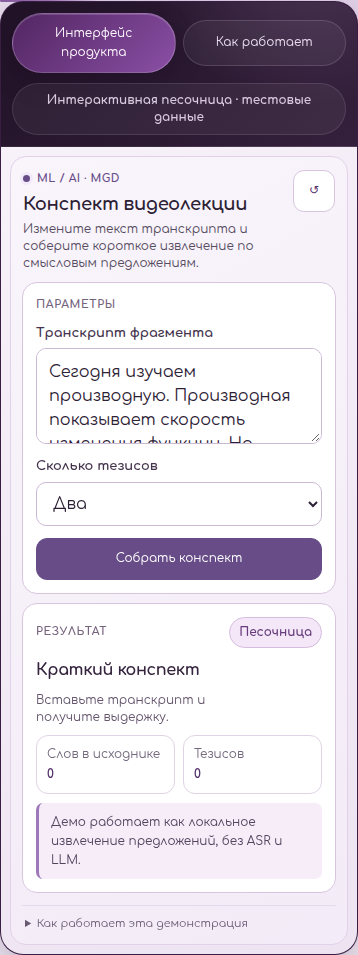 Интерфейс
продукта
Как работает
Интерактивная песочница · тестовые
данные
ML / AI · MGD
Конспект видеолекции
↺
Измените текст транскрипта и
соберите короткое извлечение по
смысловым предложениям.
ПАРАМЕТРЫ
Транскрипт фрагмента
Сегодня изучаем
производную. Производная
показывает скорость
изменения функции. Но
Сколько тезисов
Два
Собрать конспект
РЕЗУЛЬТАТ
Песочница
Краткий конспект
Вставьте транскрипт и
получите выдержку.
Слов в исходнике
0
Тезисов
0
Демо работает как локальное
извлечение предложений, без ASR и
LLM.
▶ Как работает эта демонстрация